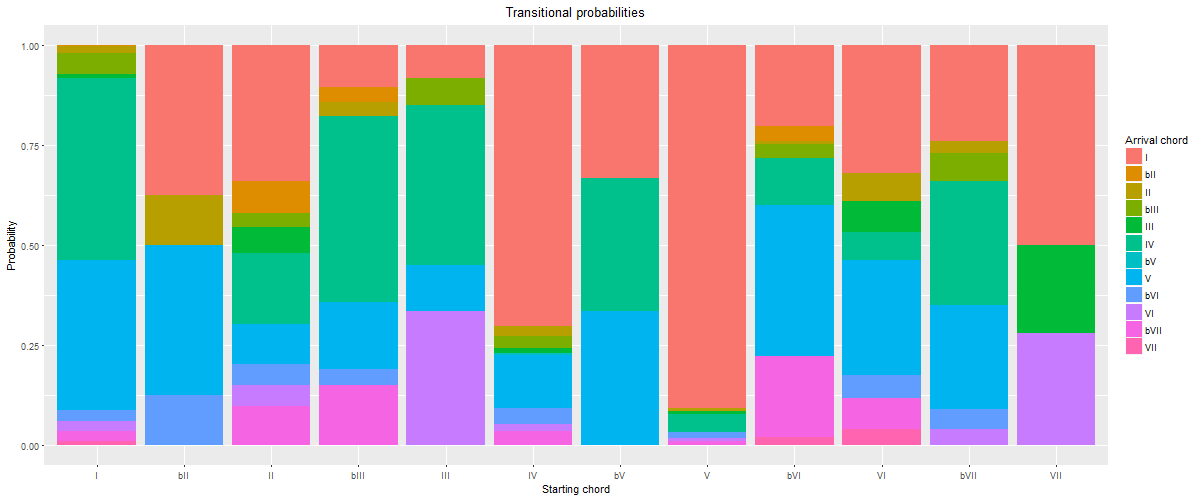 Transitional probabilities
1.00
0.75
0.50
0.25
0.00
Probability
I bII II bIII III IV bV V bVI VI bVII VII
Starting chord
Arrival chord
I
bII
II
bIII
III
IV
bV
V
bVI
VI
bVII
VII